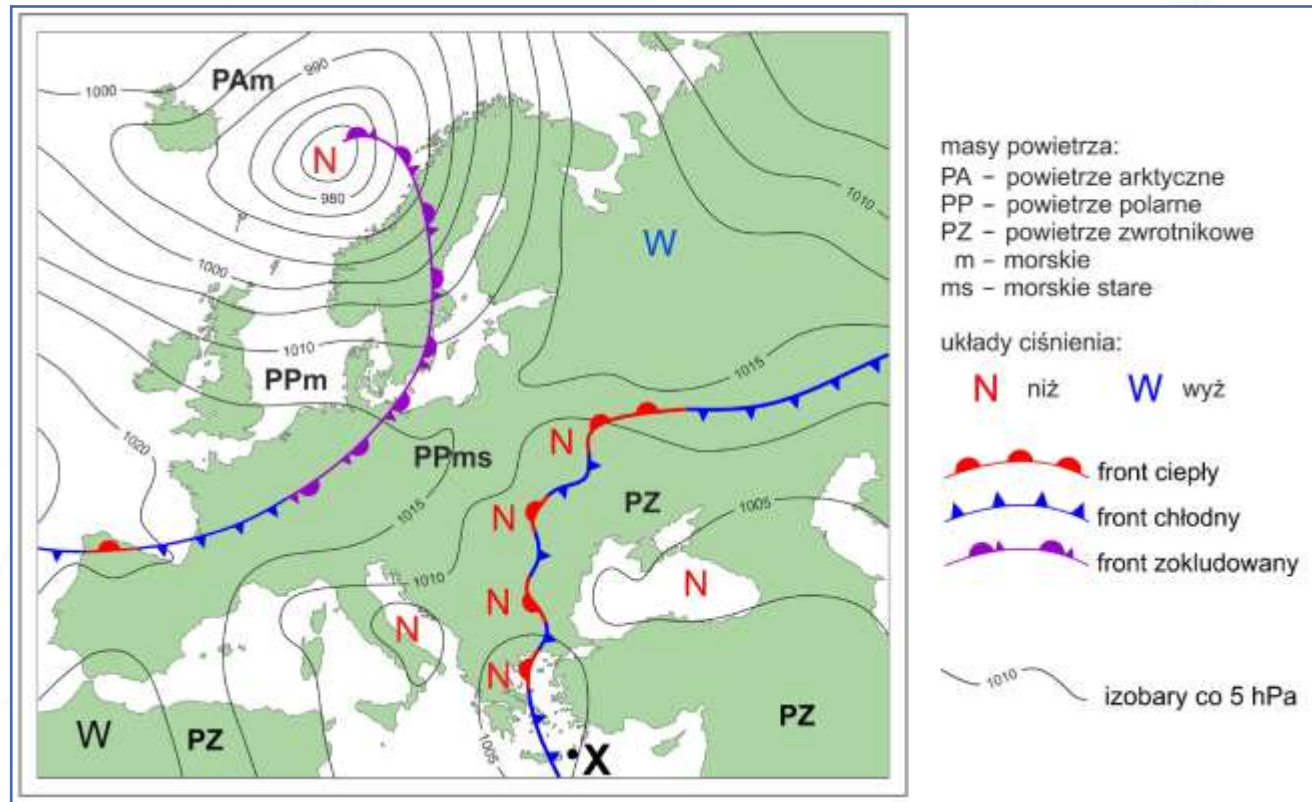 PAm
990
1000
N
980
1010
W
1000
1010
PPm
1015
1020
N
PPms
PZ
1005
1015
N
N
1010
N
N
N
W
PZ
1005
X
PZ
masy powietrza:
PA – powietrze arktyczne
PP – powietrze polarne
PZ – powietrze zwrotnikowe
m – morskie
ms – morskie stare
układy ciśnienia:
N niż W wyż
front ciepły
front chłodny
front zokludowany
1010 izobary co 5 hPa